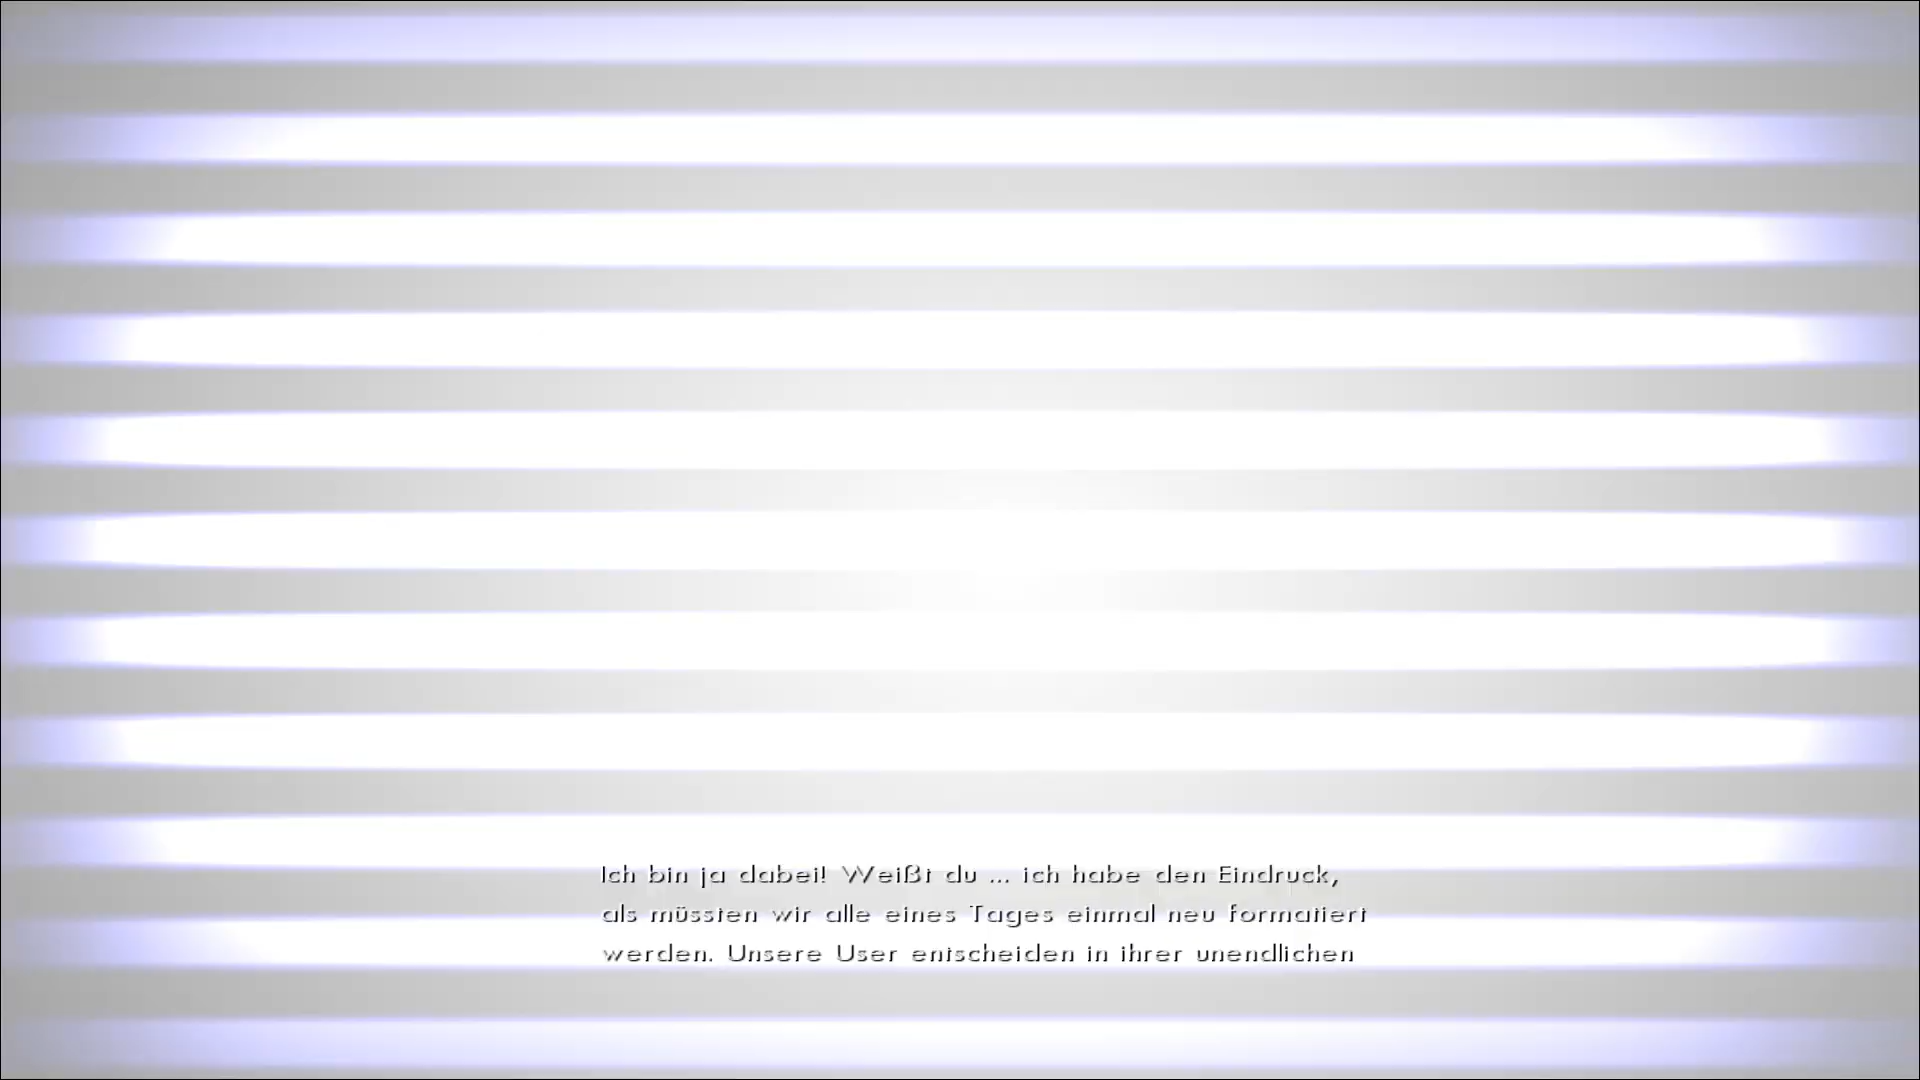 Ich bin ja dabei! Weißt du ... ich habe den Eindruck,
als müssten wir alle eines Tages einmal neu formatiert
werden. Unsere User entscheiden in ihrer unendlichen